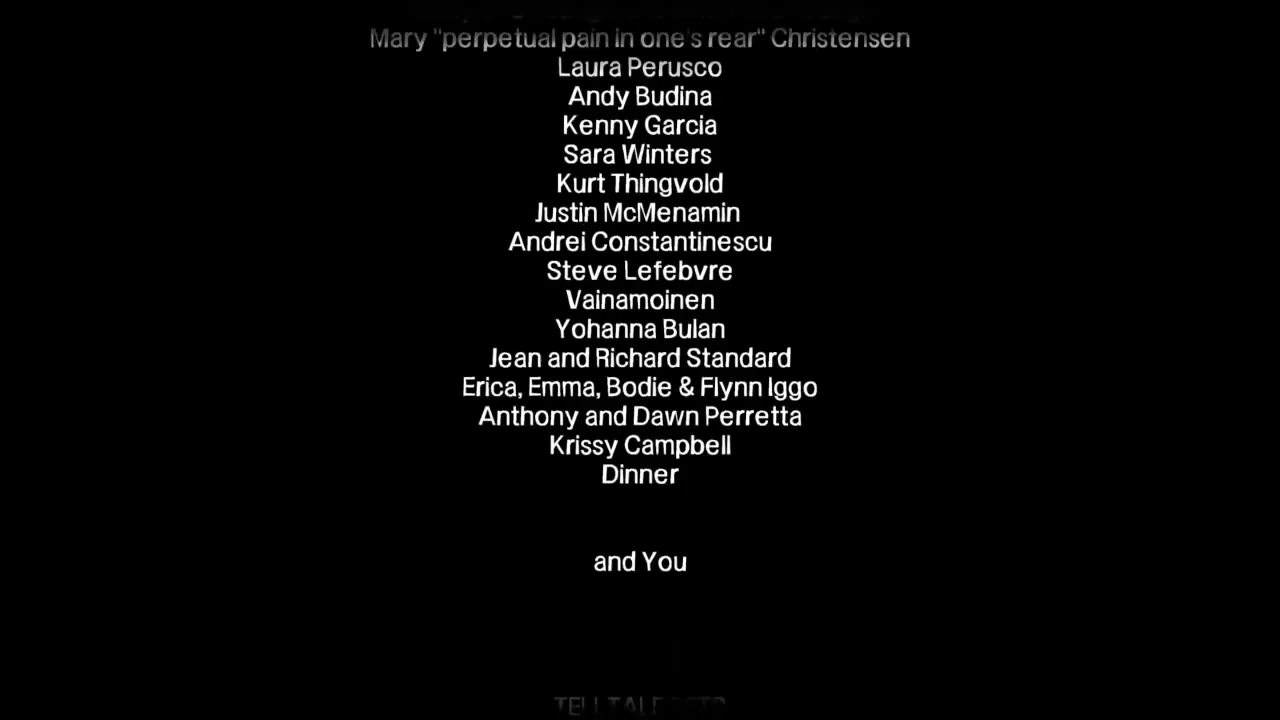 Mary "perpetual pain in one's rear" Christensen
Laura Perusco
Andy Budina
Kenny Garcia
Sara Winters
Kurt Thingvold
Justin McMenamin
Andrei Constantinescu
Steve Lefebvre
Vainamoinen
Yohanna Bulan
Jean and Richard Standard
Erica, Emma, Bodie & Flynn Iggo
Anthony and Dawn Perretta
Krissy Campbell
Dinner
and You
TELLTALE